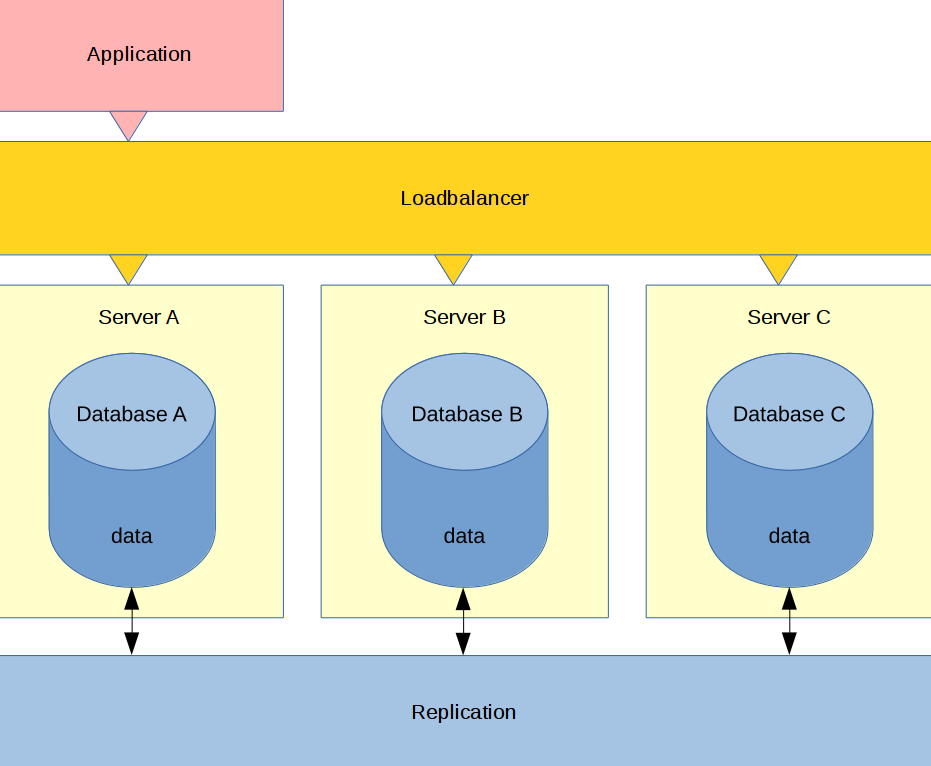 Application
Loadbalancer
Server A
Server B
Server C
Database A
Database B
Database C
data
data
data
Replication